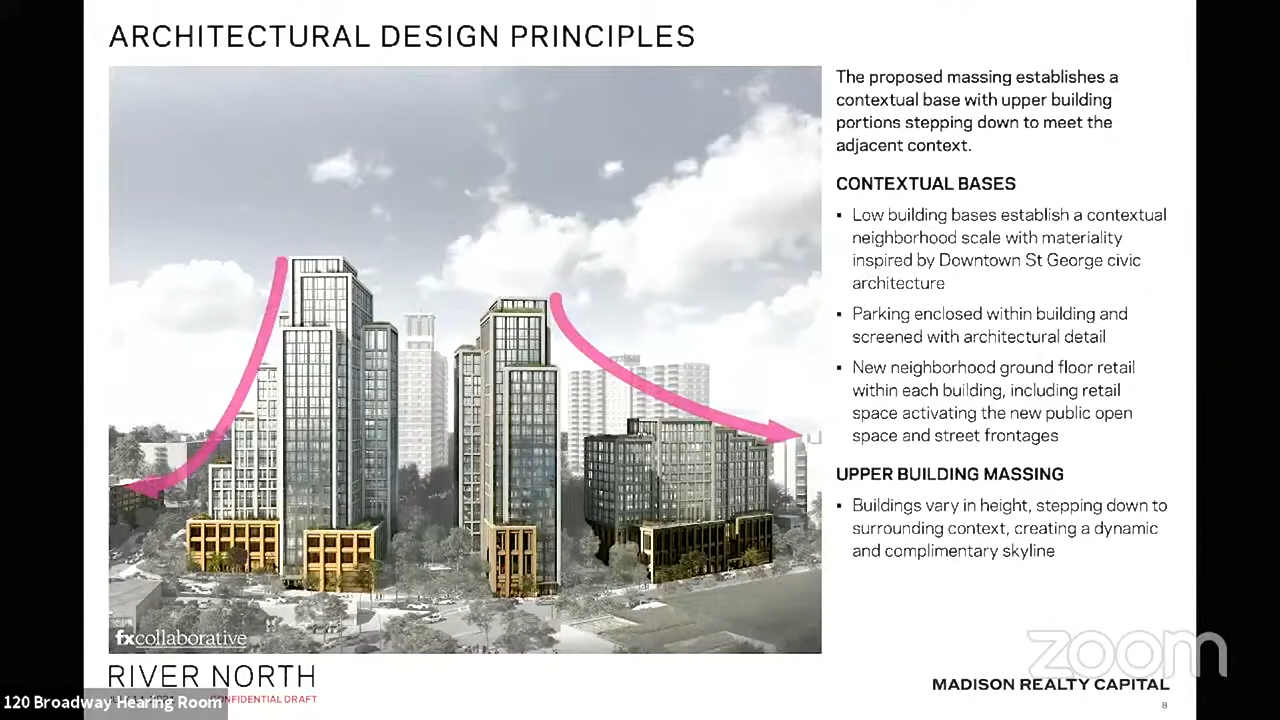 ARCHITECTURAL DESIGN PRINCIPLES
The proposed massing establishes a
contextual base with upper building
portions stepping down to meet the
adjacent context.
CONTEXTUAL BASES
▪ Low building bases establish a contextual
neighborhood scale with materiality
inspired by Downtown St George civic
architecture
▪ Parking enclosed within building and
screened with architectural detail
▪ New neighborhood ground floor retail
within each building, including retail
space activating the new public open
space and street frontages
UPPER BUILDING MASSING
▪ Buildings vary in height, stepping down to
surrounding context, creating a dynamic
and complimentary skyline
fxcollaborative
RIVER NORTH
CONFIDENTIAL DRAFT
120 Broadway Hearing Room
zoom
MADISON REALTY CAPITAL
8